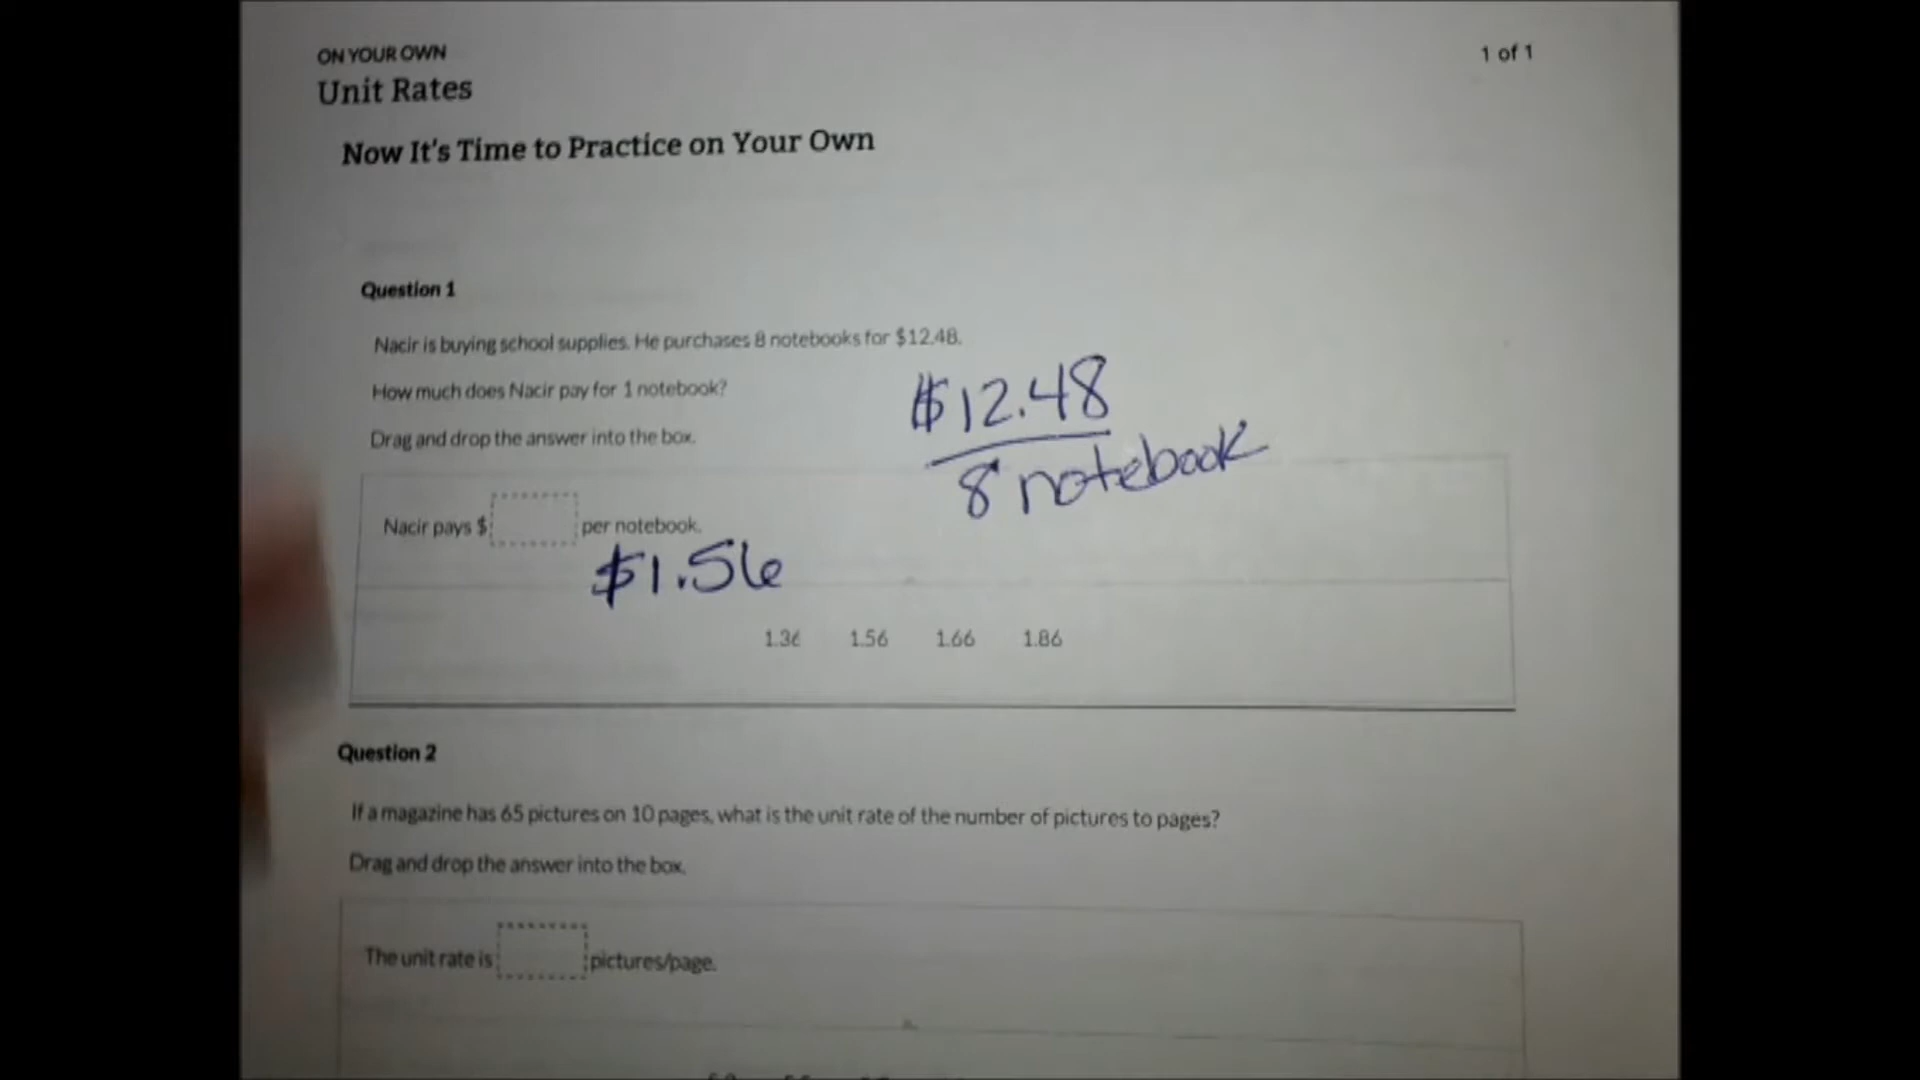 ON YOUR OWN
1 of 1
Unit Rates
Now It's Time to Practice on Your Own
Question 1
Nacir is buying school supplies. He purchases 8 notebooks for $12.48.
How much does Nacir pay for 1 notebook?
$12.48
Drag and drop the answer into the box.
8 notebook
Nacir pays $ per notebook.
$1.56
1.36 1.56 1.66 1.86
Question 2
If a magazine has 65 pictures on 10 pages, what is the unit rate of the number of pictures to pages?
Drag and drop the answer into the box.
The unit rate is pictures/page.